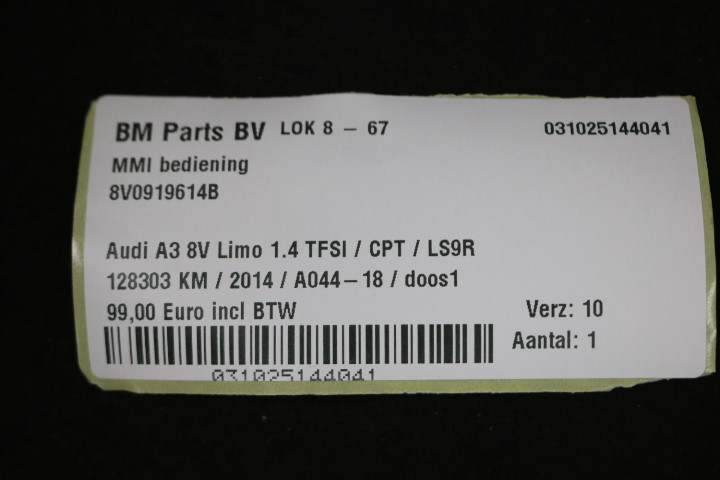 BM Parts BV LOK 8 – 67 031025144041
MMI bediening
8V0919614B
Audi A3 8V Limo 1.4 TFSI / CPT / LS9R
128303 KM / 2014 / A044–18 / doos1
99,00 Euro incl BTW Verz: 10
Aantal: 1
031025144041